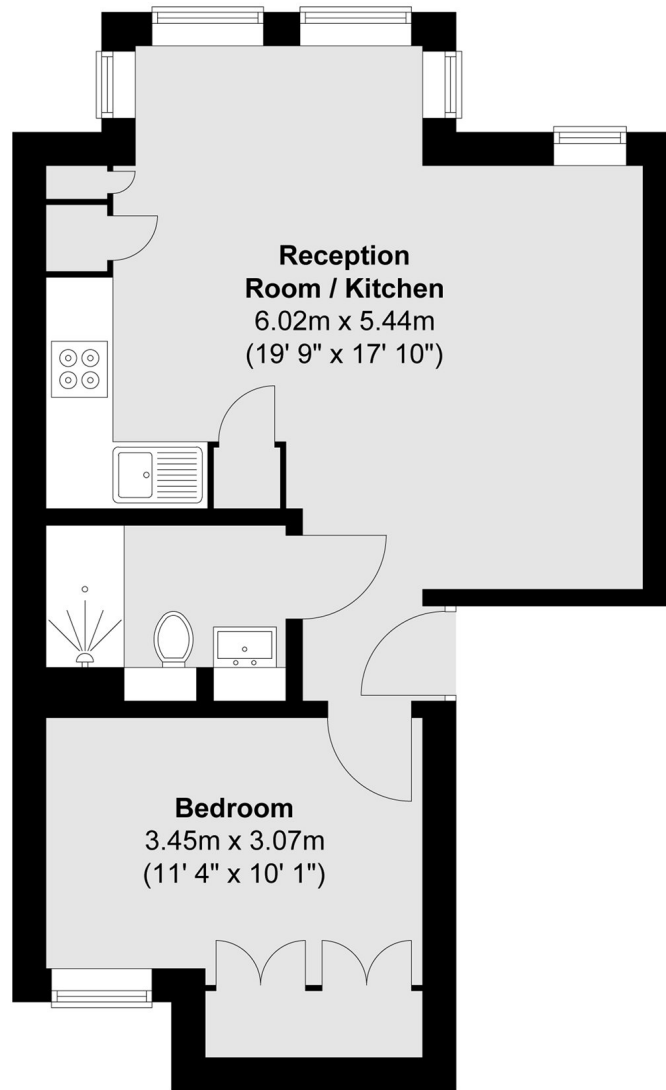 Reception
Room / Kitchen
6.02m x 5.44m
(19' 9" x 17' 10")
Bedroom
3.45m x 3.07m
(11' 4" x 10' 1")